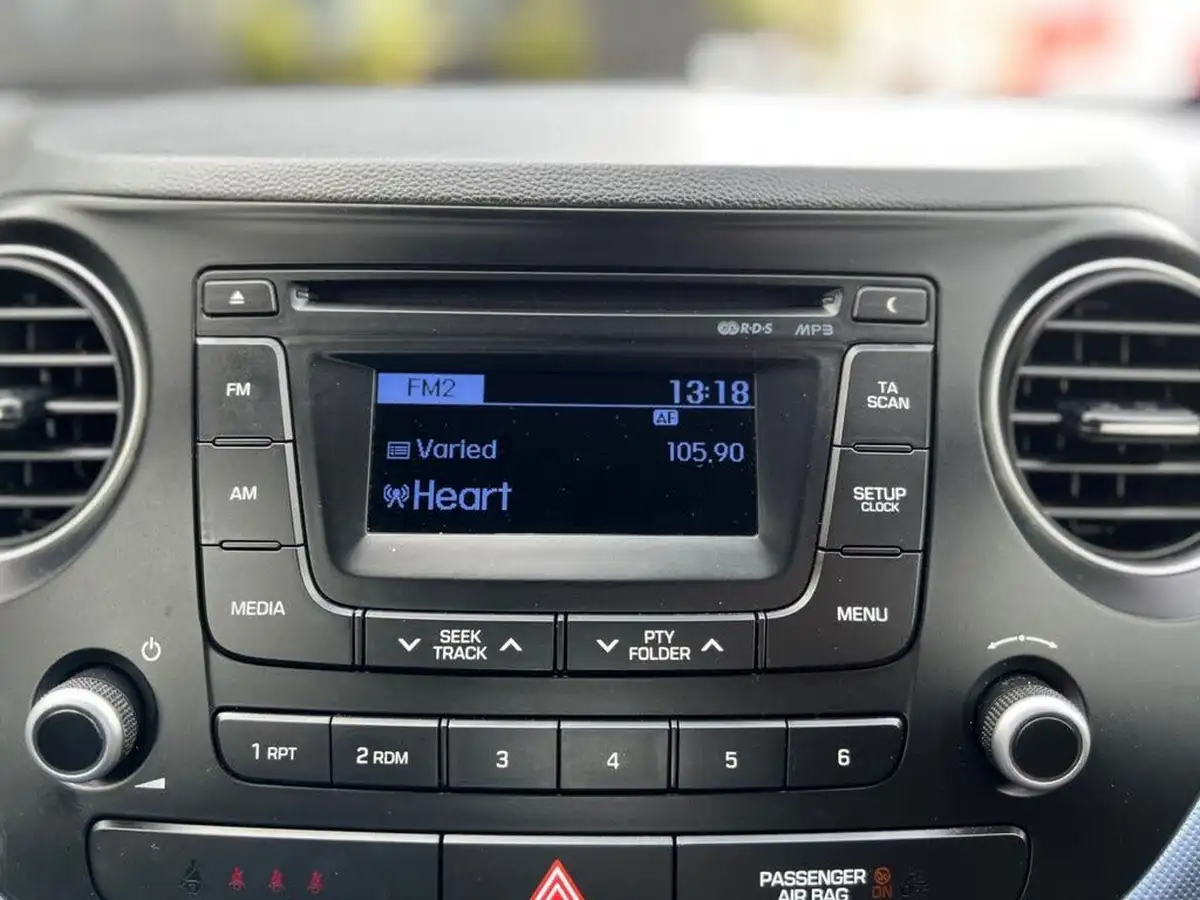 R·D·S MP3
FM
FM2 13:18
TA
SCAN
AF
Varied 105.90
AM
Heart
SETUP
CLOCK
MEDIA
SEEK
TRACK
PTY
FOLDER
MENU
1 RPT
2 RDM
3
4
5
6
PASSENGER
AIR BAG
ON